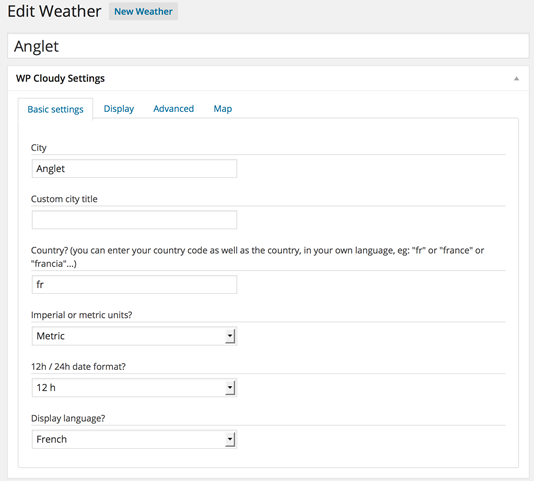 Edit Weather New Weather
Anglet
WP Cloudy Settings
Basic settings Display Advanced Map
City
Anglet
Custom city title
Country? (you can enter your country code as well as the country, in your own language, eg: "fr" or "france" or
"francia"...)
fr
Imperial or metric units?
Metric
12h / 24h date format?
12 h
Display language?
French